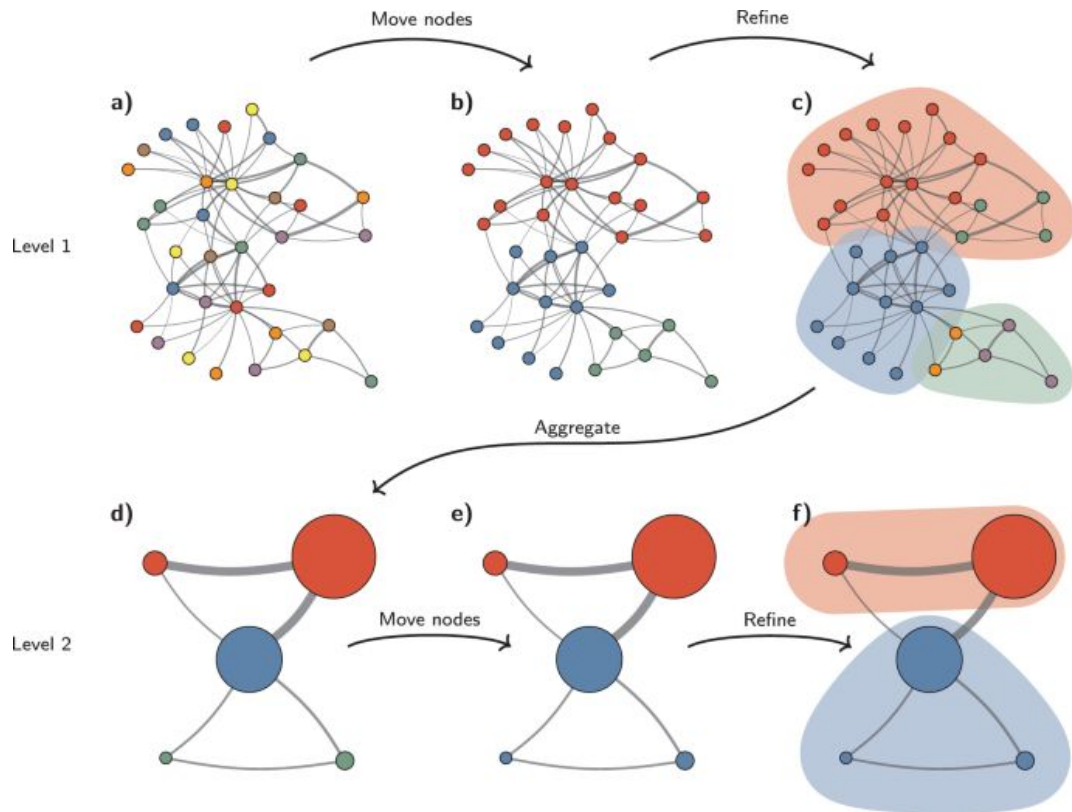 Move nodes
Refine
a)
b)
c)
Level 1
Aggregate
d)
e)
f)
Move nodes
Refine
Level 2